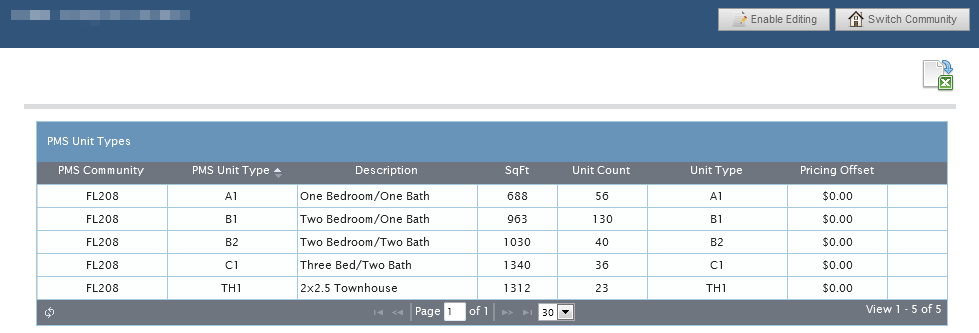 Enable Editing Switch Community
PMS Unit Types
PMS Community PMS Unit Type Description SqFt Unit Count Unit Type Pricing Offset
FL208 A1 One Bedroom/One Bath 688 56 A1 $0.00
FL208 B1 Two Bedroom/One Bath 963 130 B1 $0.00
FL208 B2 Two Bedroom/Two Bath 1030 40 B2 $0.00
FL208 C1 Three Bed/Two Bath 1340 36 C1 $0.00
FL208 TH1 2x2.5 Townhouse 1312 23 TH1 $0.00
Page 1 of 1 30 View 1 - 5 of 5